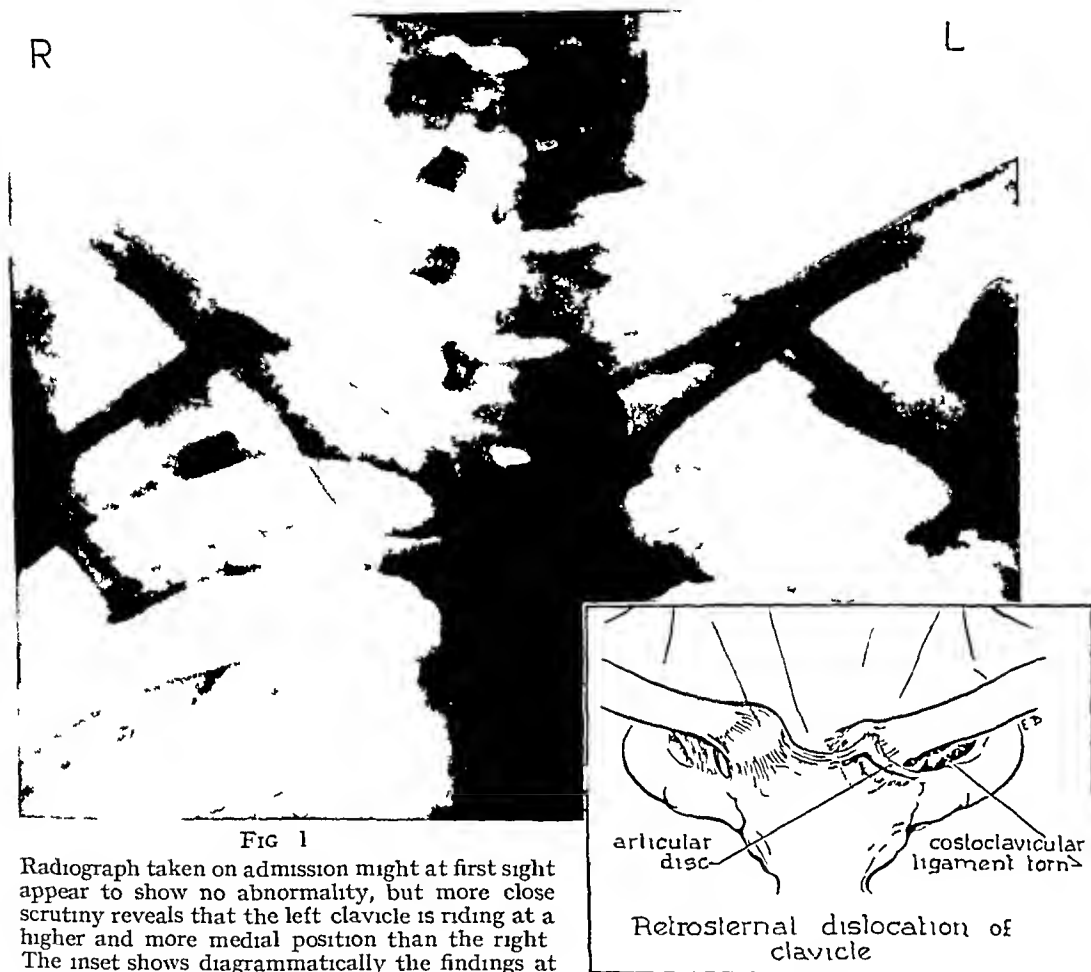 R
L
FIG 1
Radiograph taken on admission might at first sight
appear to show no abnormality, but more close
scrutiny reveals that the left clavicle is riding at a
higher and more medial position than the right
The inset shows diagrammatically the findings at
articular
disc
costoclavicular
ligament torn
E D
Retrosternal dislocation of
clavicle